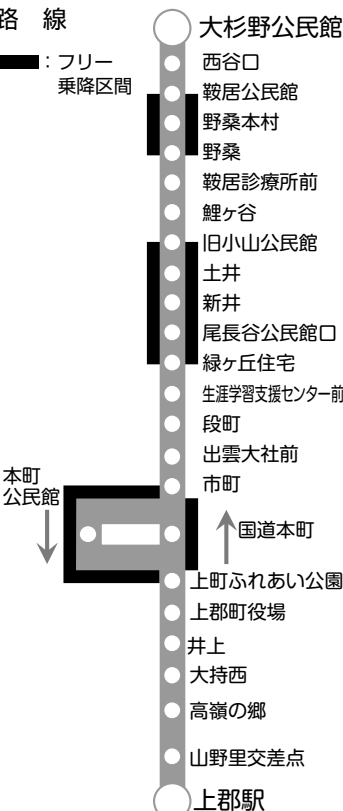 路 線
：フリー
乗降区間
大杉野公民館
西谷口
鞍居公民館
野桑本村
野桑
鞍居診療所前
鯉ヶ谷
旧小山公民館
土井
新井
尾長谷公民館口
緑ヶ丘住宅
生涯学習支援センター前
段町
出雲大社前
市町
本町
公民館
国道本町
上町ふれあい公園
上郡町役場
井上
大持西
高嶺の郷
山野里交差点
上郡駅